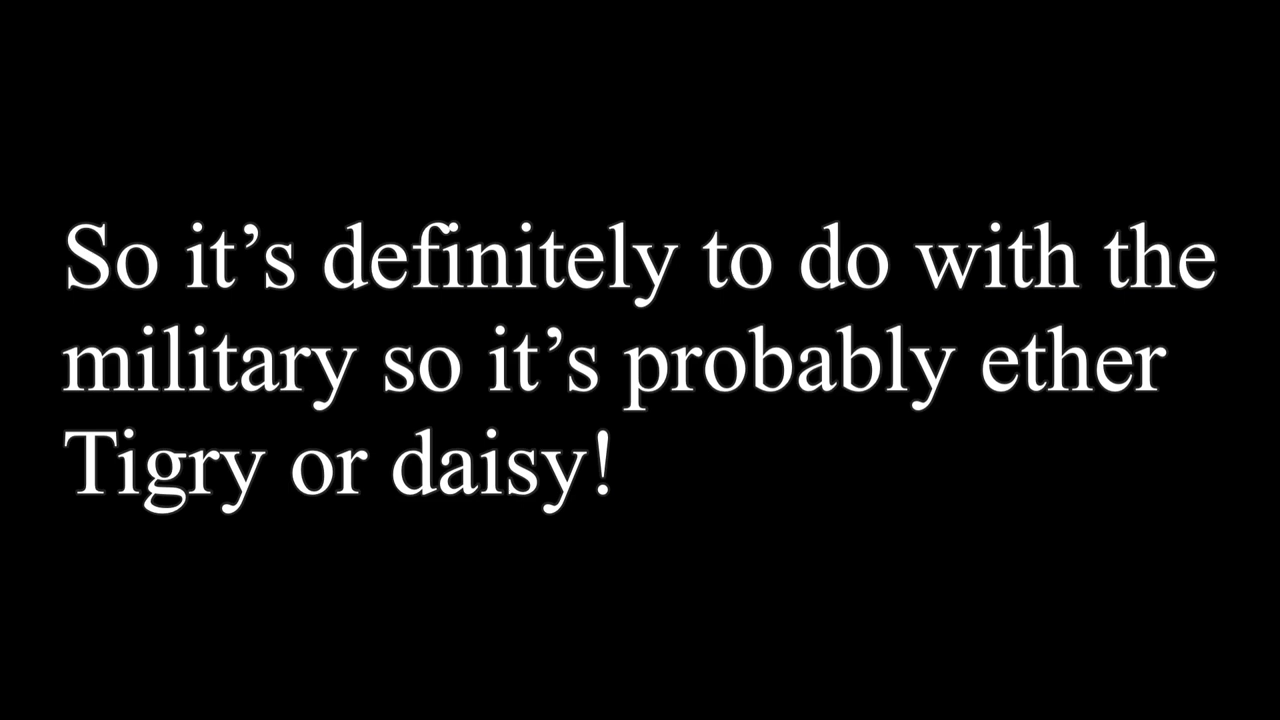 So it’s definitely to do with the
military so it’s probably ether
Tigry or daisy!